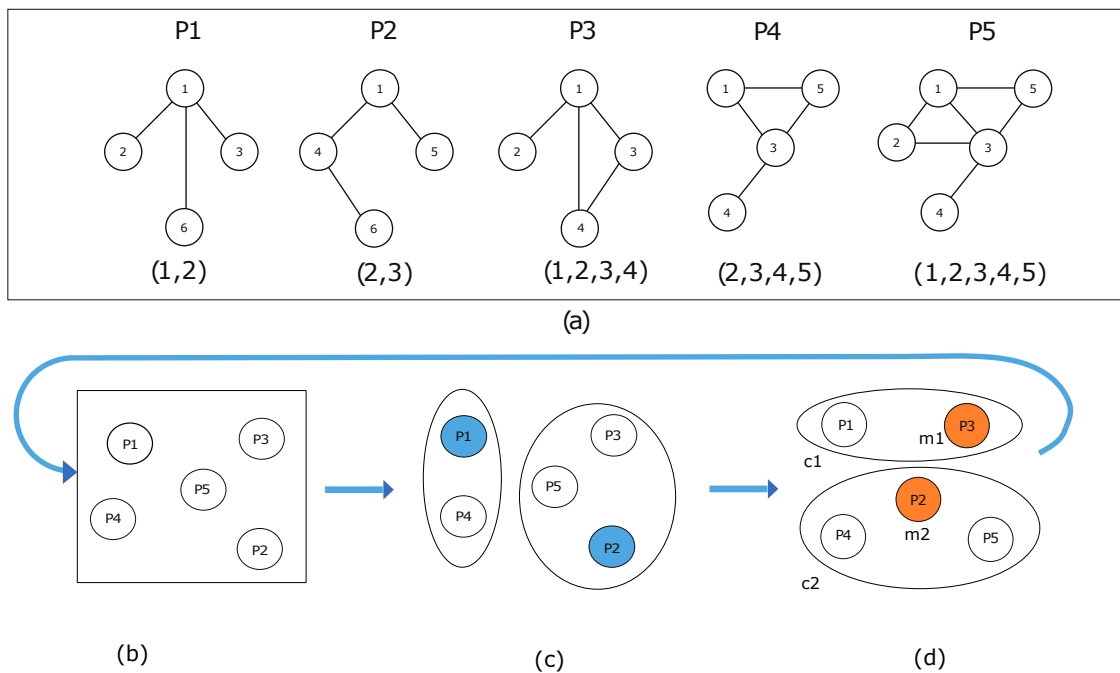 P1 P2 P3 P4 P5
1 2 3 6
1 4 5 6
1 2 3 4
1 5 3 4
1 5 2 3 4
(1,2) (2,3) (1,2,3,4) (2,3,4,5) (1,2,3,4,5)
(a)
P1 P3 P5 P4 P2
P1 P4
P3 P5 P2
P1 P3 m1
c1
P2 P4 m2 P5
c2
(b) (c) (d)